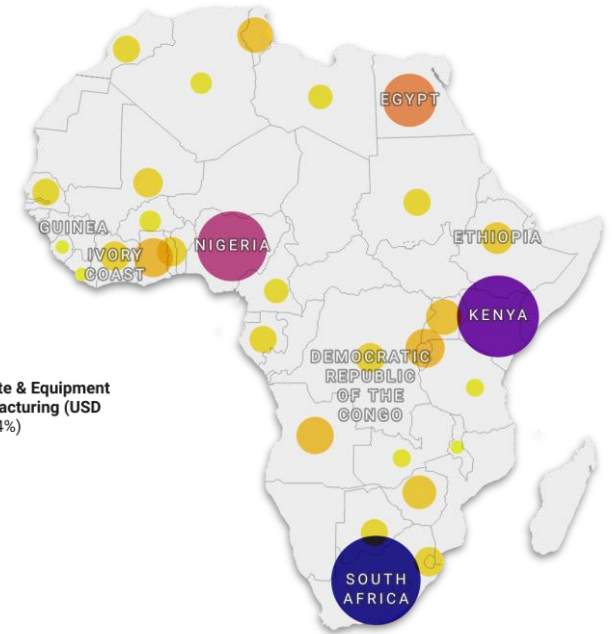 EGYPT
GUINEA
IVORY
COAST
NIGERIA
ETHIOPIA
KENYA
DEMOCRATIC
REPUBLIC
OF THE
CONGO
te & Equipment
acturing (USD
4%)
SOUTH
AFRICA